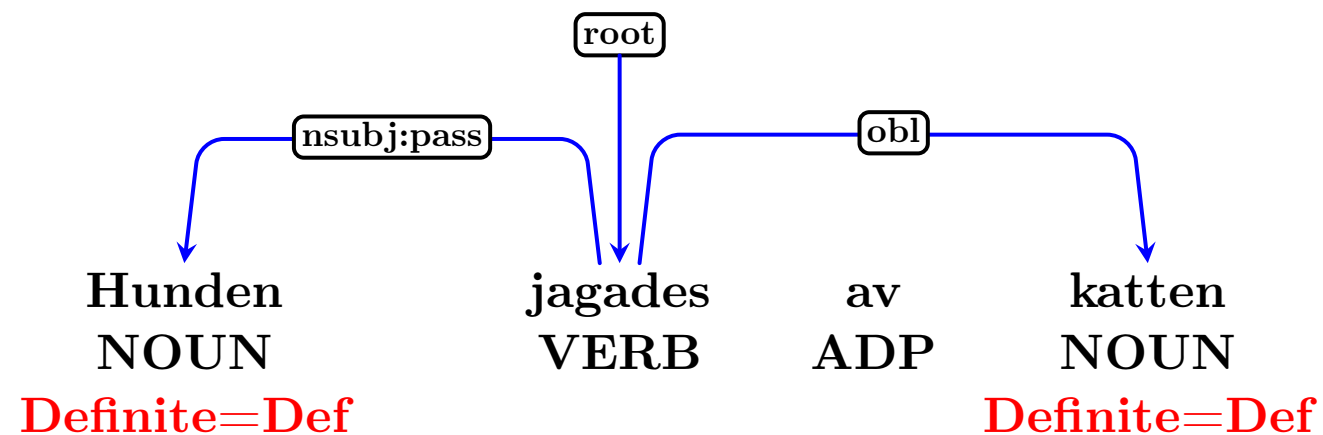 root
nsubj:pass obl
Hunden jagades av katten
NOUN VERB ADP NOUN
Definite=Def Definite=Def